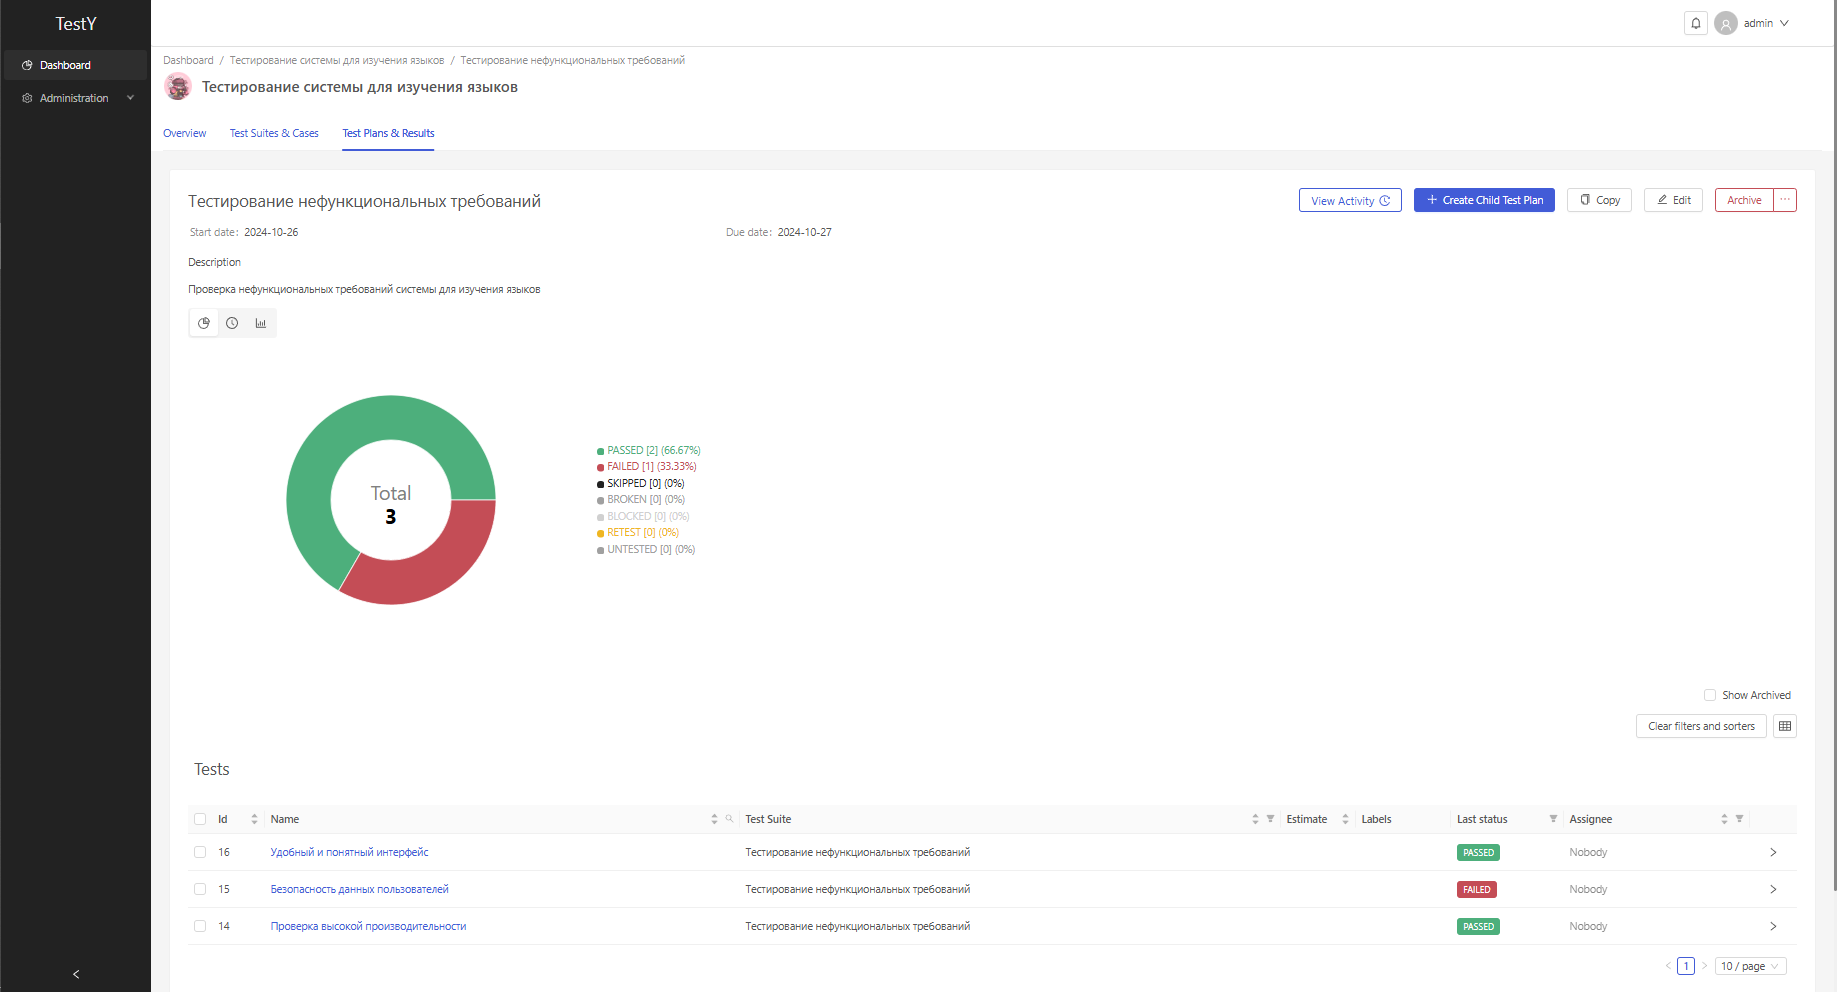 TestY
admin
Dashboard
Administration
Dashboard / Тестирование системы для изучения языков / Тестирование нефункциональных требований
Тестирование системы для изучения языков
Overview Test Suites & Cases Test Plans & Results
Тестирование нефункциональных требований
View Activity + Create Child Test Plan Copy Edit Archive ...
Start date: 2024-10-26 Due date: 2024-10-27
Description
Проверка нефункциональных требований системы для изучения языков
Total
3
PASSED [2] (66.67%)
FAILED [1] (33.33%)
SKIPPED [0] (0%)
BROKEN [0] (0%)
BLOCKED [0] (0%)
RETEST [0] (0%)
UNTESTED [0] (0%)
Show Archived
Clear filters and sorters
Tests
Id Name Test Suite Estimate Labels Last status Assignee
16 Удобный и понятный интерфейс Тестирование нефункциональных требований PASSED Nobody
15 Безопасность данных пользователей Тестирование нефункциональных требований FAILED Nobody
14 Проверка высокой производительности Тестирование нефункциональных требований PASSED Nobody
1 10 / page